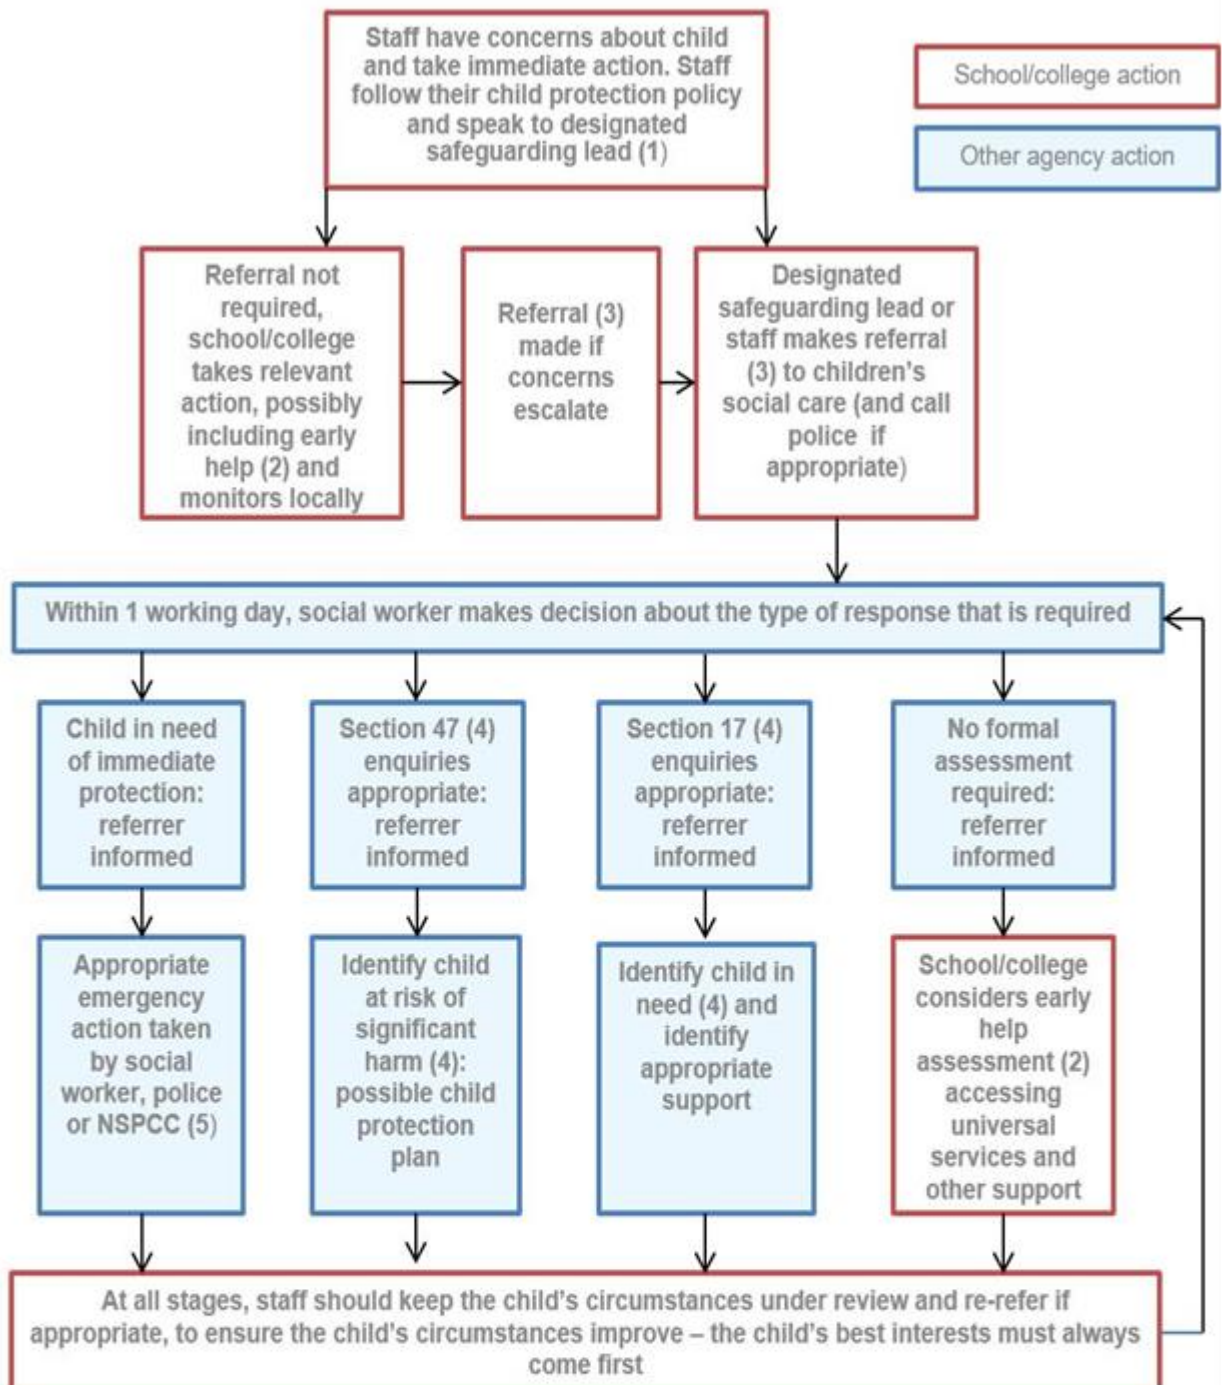 Staff have concerns about child
and take immediate action. Staff
follow their child protection policy
and speak to designated
safeguarding lead (1)
School/college action
Other agency action
Referral not
required,
school/college
takes relevant
action, possibly
including early
help (2) and
monitors locally
Referral (3)
made if
concerns
escalate
Designated
safeguarding lead or
staff makes referral
(3) to children’s
social care (and call
police if
appropriate)
Within 1 working day, social worker makes decision about the type of response that is required
Child in need
of immediate
protection:
referrer
informed
Section 47 (4)
enquiries
appropriate:
referrer
informed
Section 17 (4)
enquiries
appropriate:
referrer
informed
No formal
assessment
required:
referrer
informed
Appropriate
emergency
action taken
by social
worker, police
or NSPCC (5)
Identify child
at risk of
significant
harm (4):
possible child
protection
plan
Identify child in
need (4) and
identify
appropriate
support
School/college
considers early
help
assessment (2)
accessing
universal
services and
other support
At all stages, staff should keep the child’s circumstances under review and re-refer if
appropriate, to ensure the child’s circumstances improve – the child’s best interests must always
come first